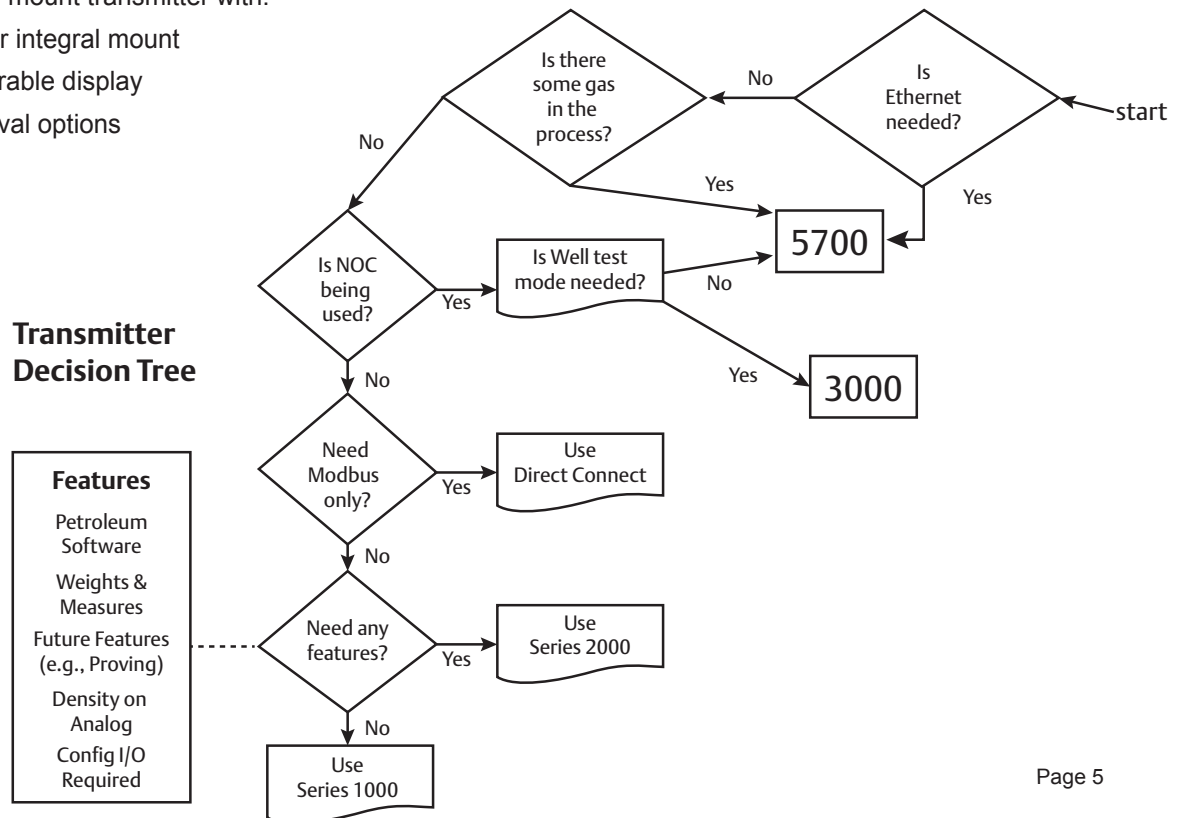 mount transmitter with:
r integral mount
rable display
val options
start
Is
Ethernet
needed?
No
Yes
Is there
some gas
in the
process?
No
Yes
5700
Is NOC
being
used?
Yes
No
Is Well test
mode needed?
No
Yes
3000
Transmitter
Decision Tree
Need
Modbus
only?
Yes
No
Use
Direct Connect
Features
Petroleum
Software
Weights &
Measures
Future Features
(e.g., Proving)
Density on
Analog
Config I/O
Required
Need any
features?
Yes
No
Use
Series 2000
Use
Series 1000
Page 5